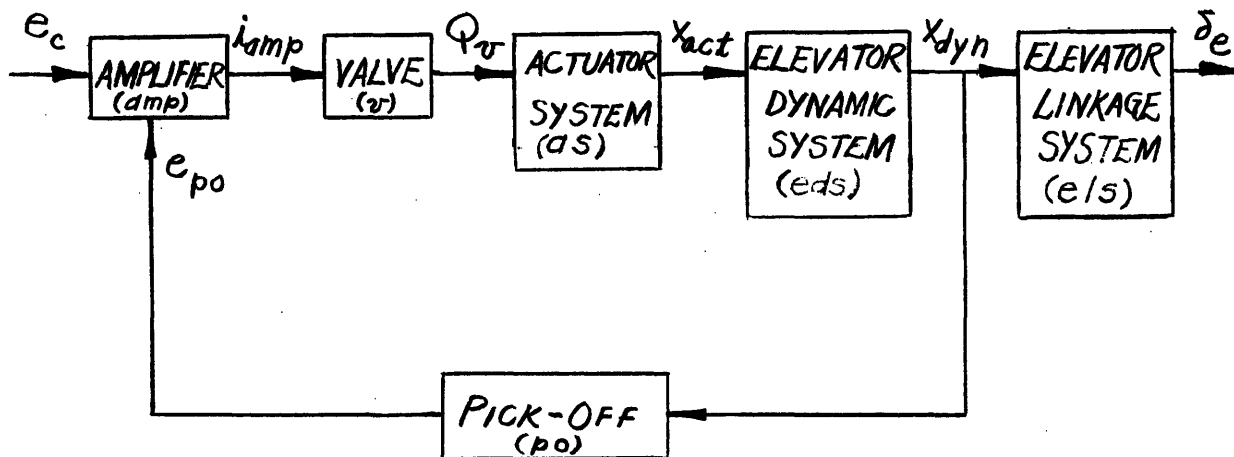 e_c
AMPLIFIER
(amp)
i_amp
VALVE
(v)
Q_v
ACTUATOR
SYSTEM
(as)
x_act
ELEVATOR
DYNAMIC
SYSTEM
(eds)
x_dyn
ELEVATOR
LINKAGE
SYSTEM
(els)
δ_e
e_po
PICK-OFF
(po)